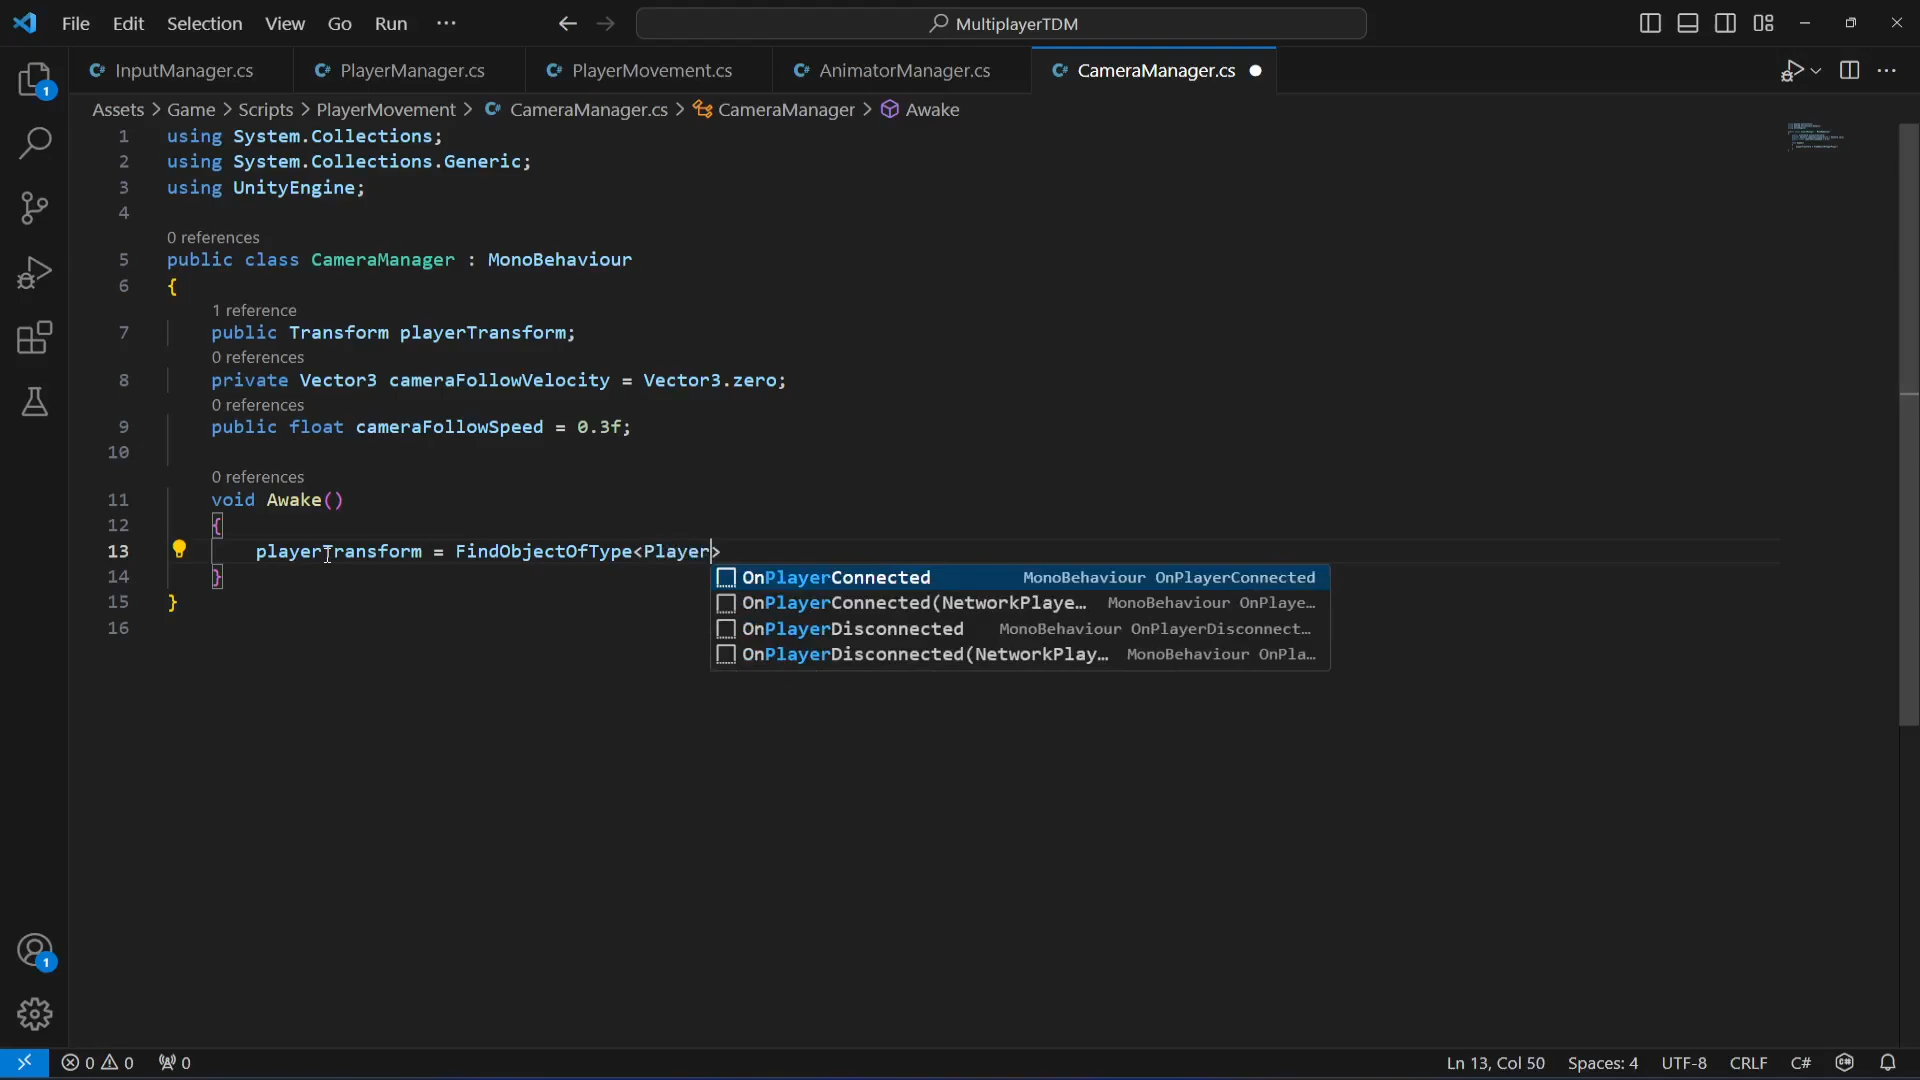 File Edit Selection View Go Run ··· MultiplayerTDM
InputManager.cs PlayerManager.cs PlayerMovement.cs AnimatorManager.cs CameraManager.cs
Assets > Game > Scripts > PlayerMovement > CameraManager.cs > CameraManager > Awake
1 using System.Collections;
2 using System.Collections.Generic;
3 using UnityEngine;
4
0 references
5 public class CameraManager : MonoBehaviour
6 {
1 reference
7 public Transform playerTransform;
0 references
8 private Vector3 cameraFollowVelocity = Vector3.zero;
0 references
9 public float cameraFollowSpeed = 0.3f;
10
0 references
11 void Awake()
12 {
13 playerTransform = FindObjectOfType<Player>
OnPlayerConnected MonoBehaviour OnPlayerConnected
14 }
15 }
OnPlayerConnected(NetworkPlaye… MonoBehaviour OnPlaye…
16
OnPlayerDisconnected MonoBehaviour OnPlayerDisconnect…
OnPlayerDisconnected(NetworkPlay… MonoBehaviour OnPla…
1
1
0 0 0 Ln 13, Col 50 Spaces: 4 UTF-8 CRLF C#